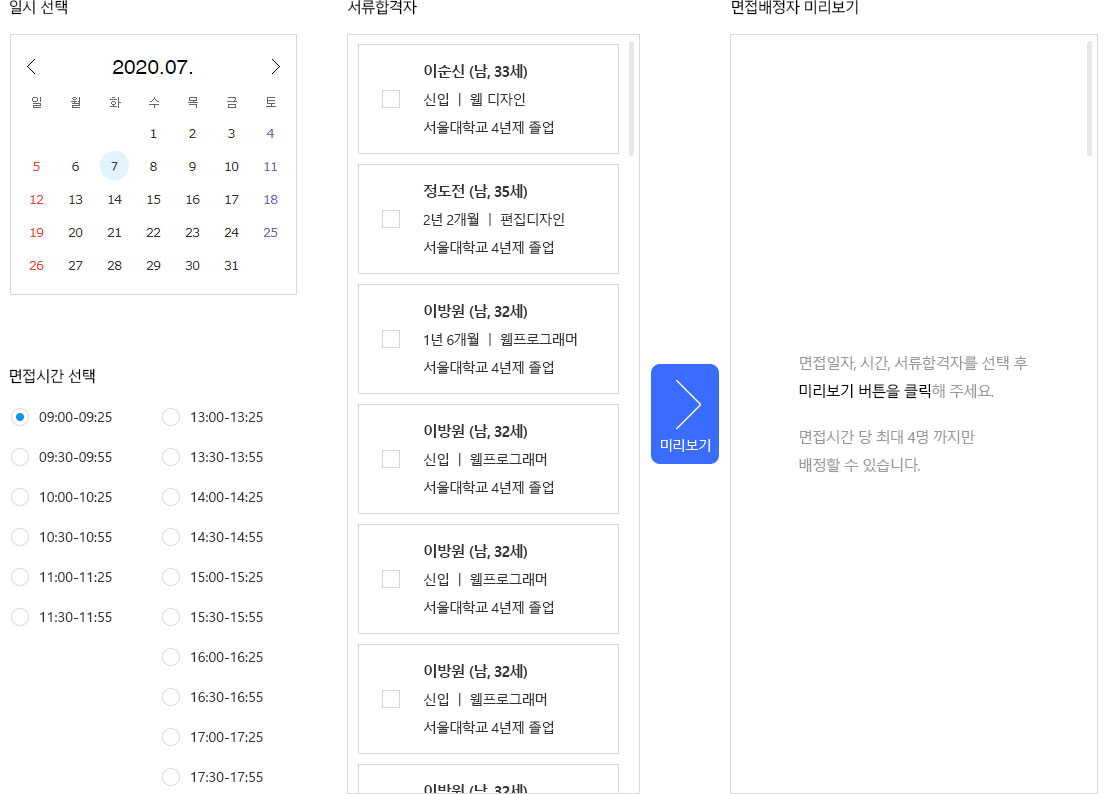 일시 선택
2020.07.
일 월 화 수 목 금 토
1 2 3 4
5 6 7 8 9 10 11
12 13 14 15 16 17 18
19 20 21 22 23 24 25
26 27 28 29 30 31
면접시간 선택
09:00-09:25 13:00-13:25
09:30-09:55 13:30-13:55
10:00-10:25 14:00-14:25
10:30-10:55 14:30-14:55
11:00-11:25 15:00-15:25
11:30-11:55 15:30-15:55
16:00-16:25
16:30-16:55
17:00-17:25
17:30-17:55
서류합격자
이순신 (남, 33세)
신입 ㅣ 웹 디자인
서울대학교 4년제 졸업
정도전 (남, 35세)
2년 2개월 ㅣ 편집디자인
서울대학교 4년제 졸업
이방원 (남, 32세)
1년 6개월 ㅣ 웹프로그래머
서울대학교 4년제 졸업
이방원 (남, 32세)
신입 ㅣ 웹프로그래머
서울대학교 4년제 졸업
이방원 (남, 32세)
신입 ㅣ 웹프로그래머
서울대학교 4년제 졸업
이방원 (남, 32세)
신입 ㅣ 웹프로그래머
서울대학교 4년제 졸업
이방원 (남, 32세)
미리보기
면접배정자 미리보기
면접일자, 시간, 서류합격자를 선택 후
미리보기 버튼을 클릭해 주세요.
면접시간 당 최대 4명 까지만
배정할 수 있습니다.